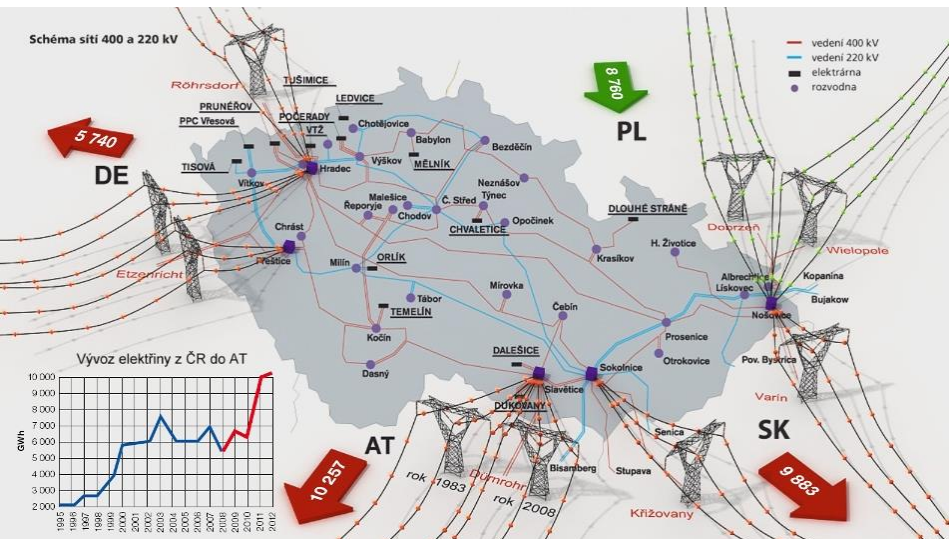 Schéma sítí 400 a 220 kV
vedení 400 kV
vedení 220 kV
elektrárna
rozvodna
Röhrsdorf
TUŠIMICE
PRUNÉŘOV
LEDVICE
PPC Vřesová
POČERADY
VTŽ
Chotějovice
Babylon
Bezděčín
8 760
PL
5 740
DE
TISOVÁ
Vítkov
Hradec
Výškov
MĚLNÍK
Neznášov
Týnec
Malešice
Řeporyje
Chodov
Č. Střed
Opočínek
CHVALETICE
DLOUHÉ STRÁNĚ
Dobrzeń
Wielopole
Chrást
Přeštice
Etzenricht
Milín
ORLÍK
Krasíkov
H. Životice
Albrechtice
Kopanina
Lískovec
Bujakow
Nošovice
Tábor
TEMELÍN
Mírovka
Čebín
Kočín
Prosenice
Otrokovice
Pov. Bystrica
Dasný
DALEŠICE
Sokolnice
Slavětice
DUKOVANY
Varín
Vývoz elektřiny z ČR do AT
GWh
10 000
9 000
8 000
7 000
6 000
5 000
4 000
3 000
2 000
1995
1996
1997
1998
1999
2000
2001
2002
2003
2004
2005
2006
2007
2008
2009
2010
2011
2012
AT
10 257
rok 1983
Dürnrohr
rok 2008
Bisamberg
Stupava
Senica
Křižovany
SK
9 883